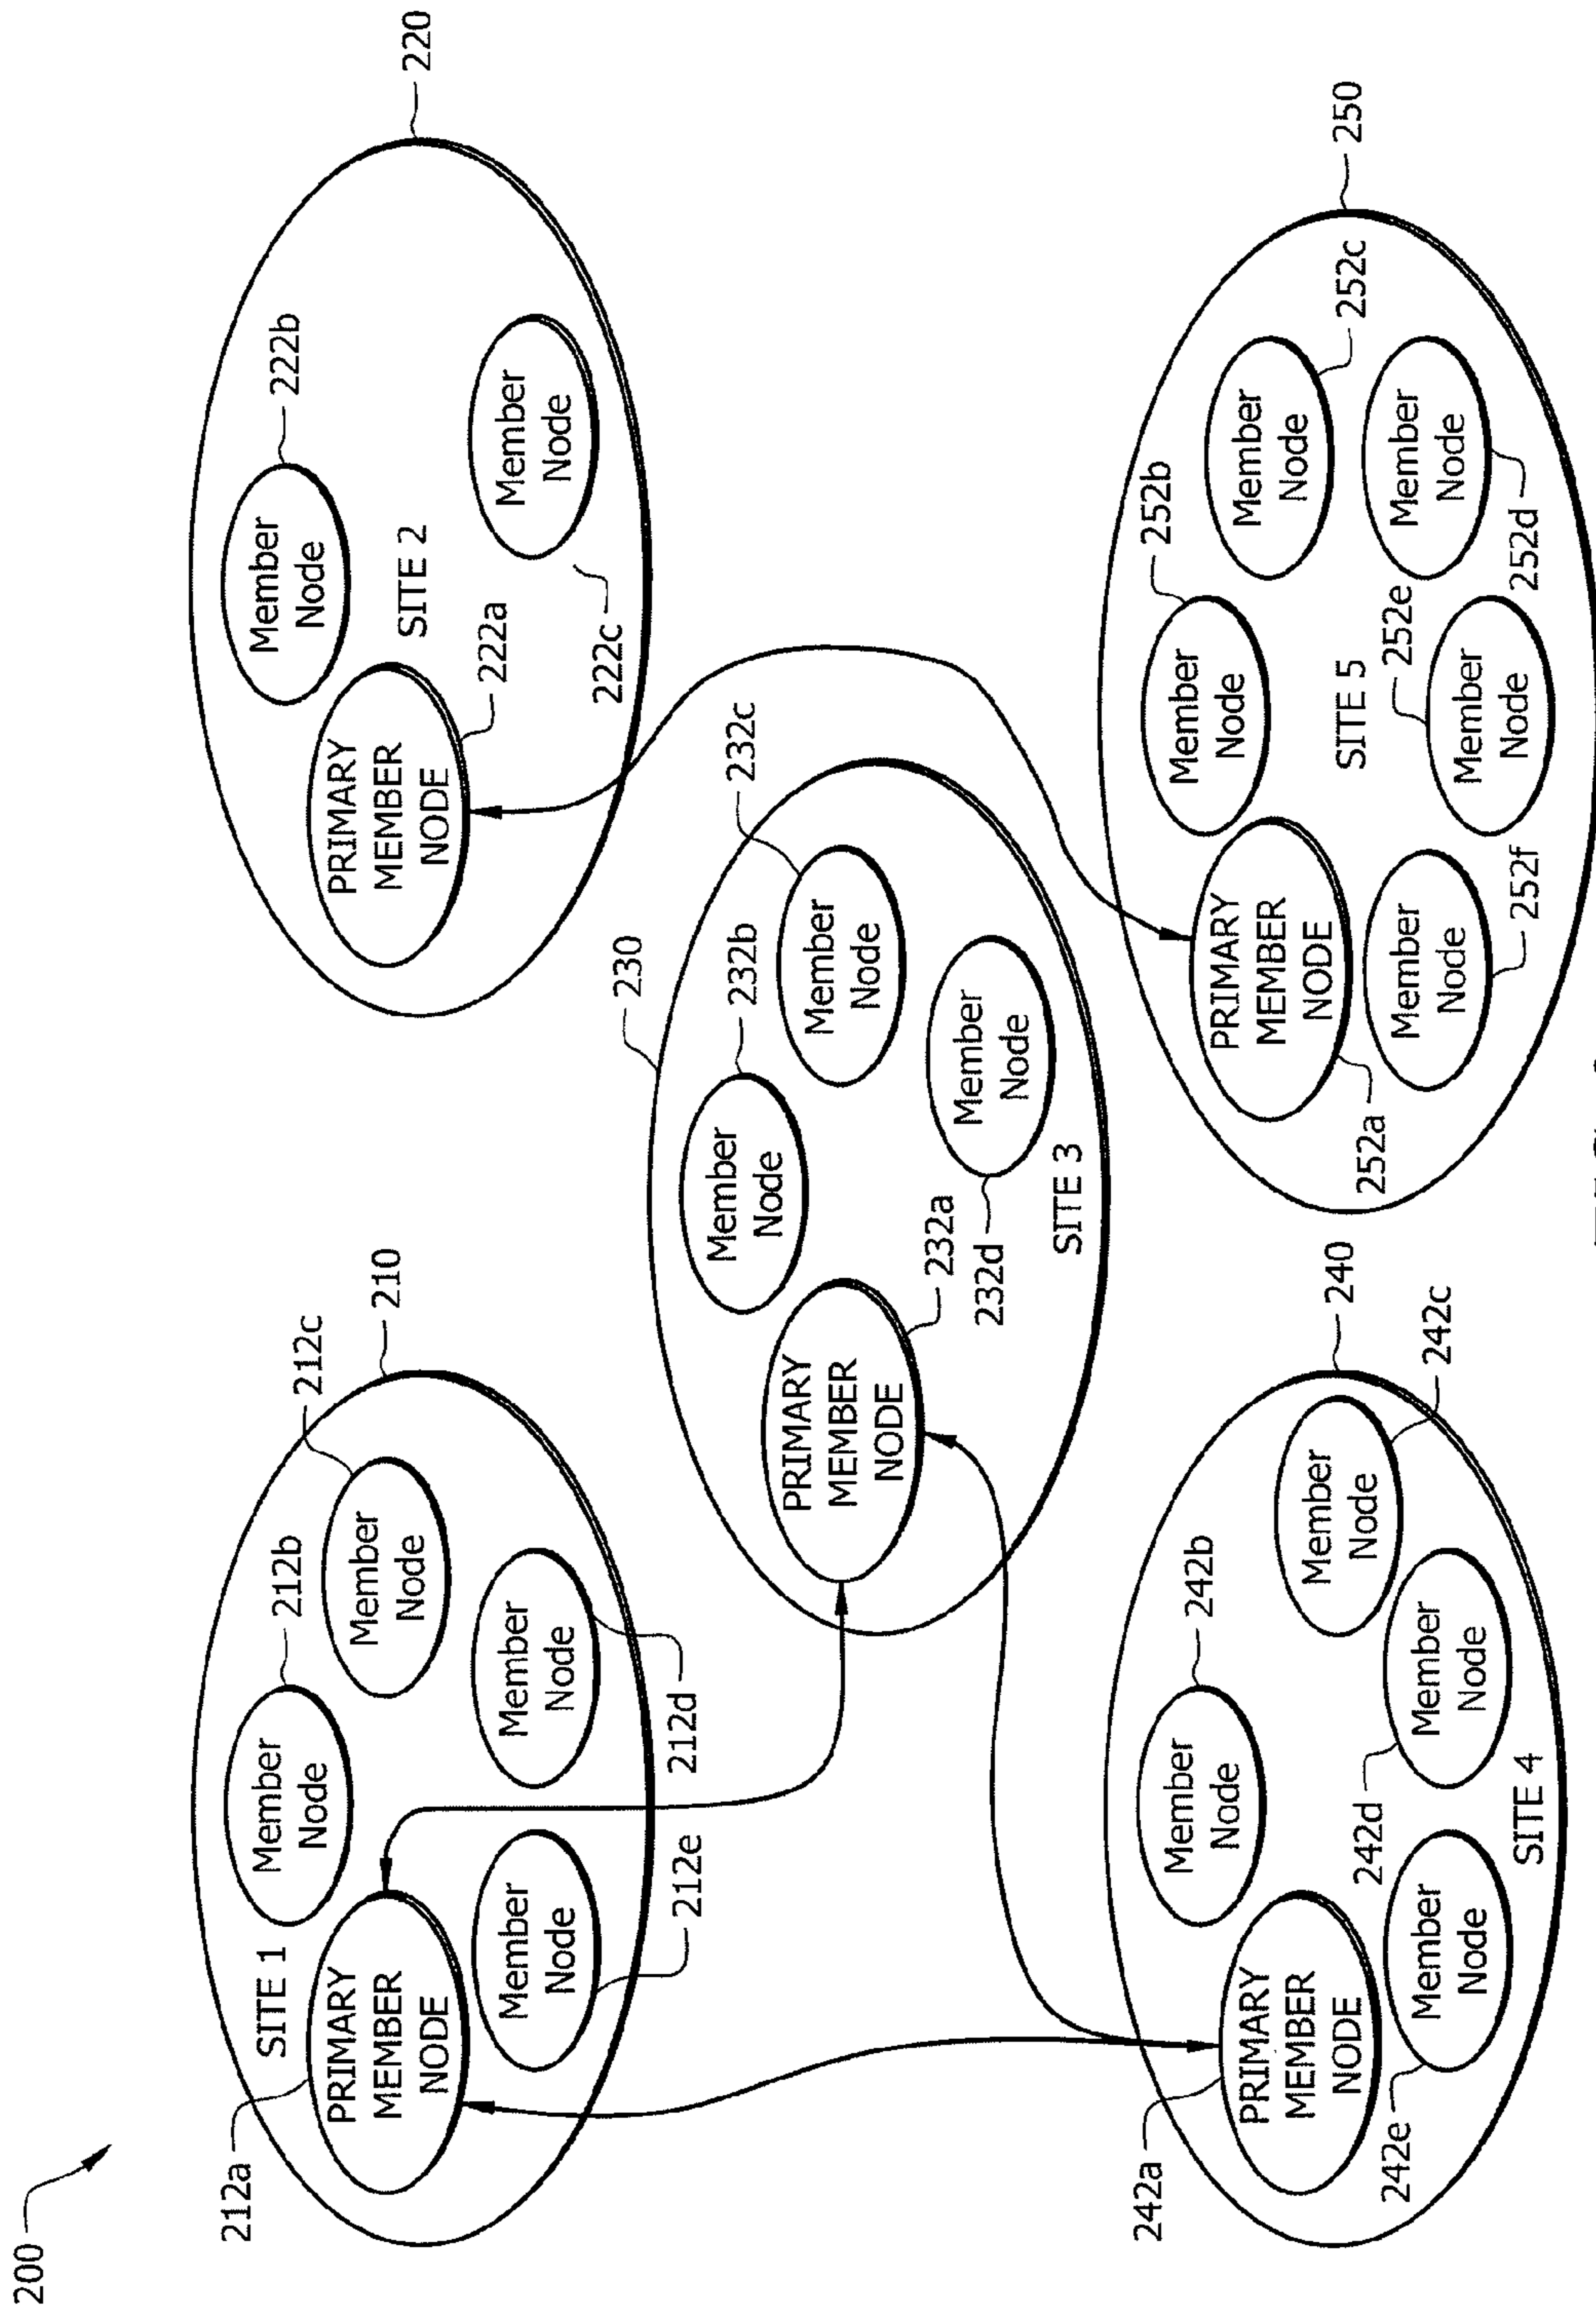 200
210
212a
SITE 1
PRIMARY
MEMBER
NODE
212b
Member
Node
212c
Member
Node
Member
Node
212d
Member
Node
212e
220
PRIMARY
MEMBER
NODE
222a
222b
Member
Node
SITE 2
Member
Node
222c
230
PRIMARY
MEMBER
NODE
232a
232b
Member
Node
232c
Member
Node
Member
Node
232d
SITE 3
240
242a
PRIMARY
MEMBER
NODE
242b
Member
Node
Member
Node
242c
242d
Member
Node
242e
Member
Node
SITE 4
250
PRIMARY
MEMBER
NODE
252a
252b
Member
Node
252c
Member
Node
SITE 5
Member
Node
252d
252e
Member
Node
Member
Node
252f